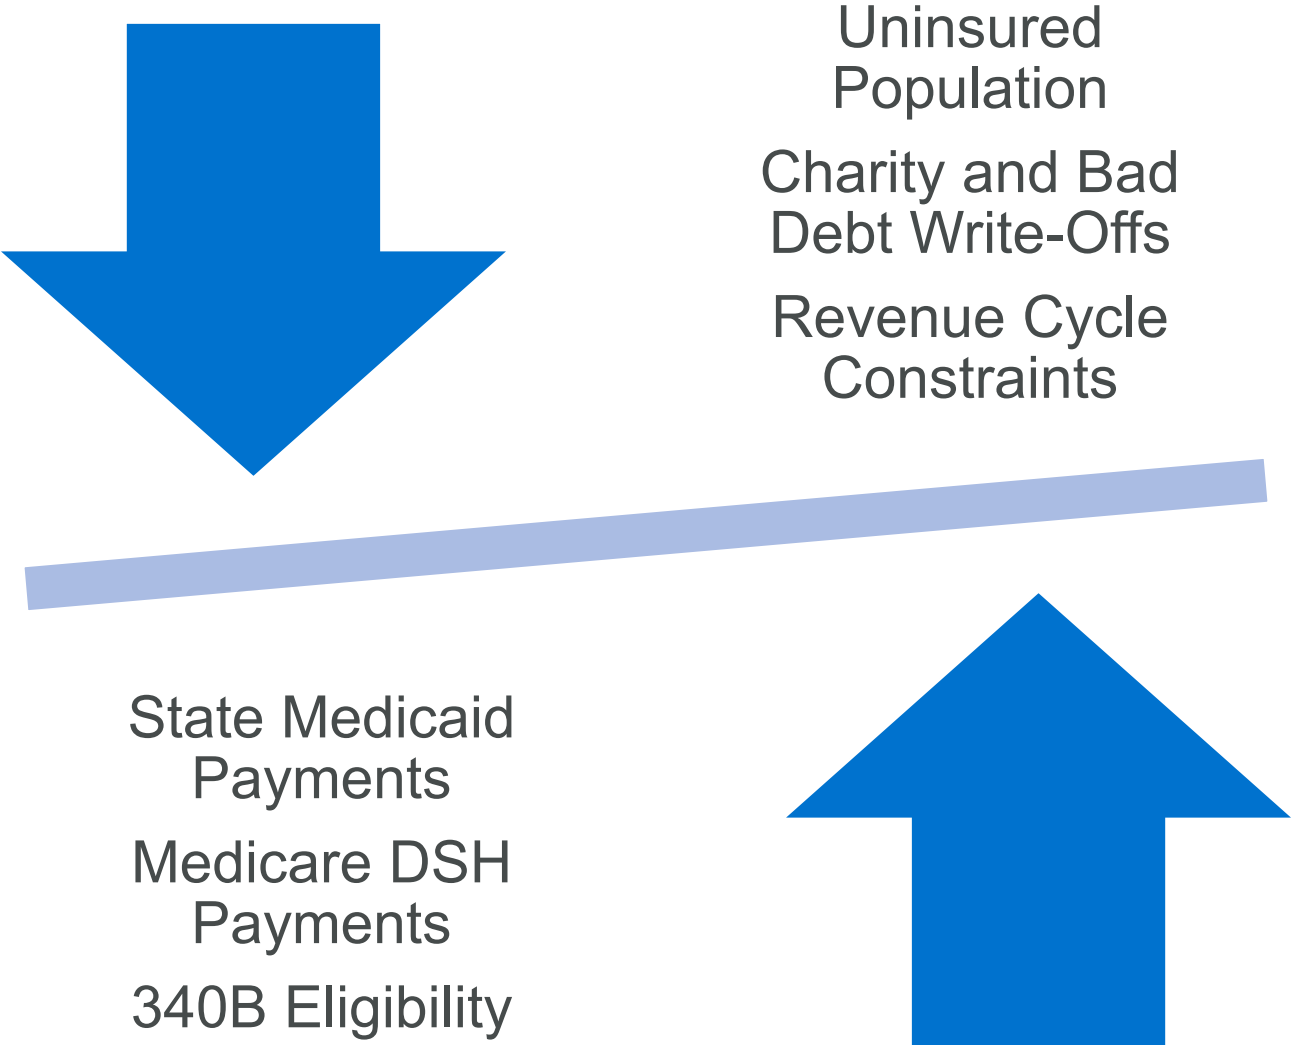 Uninsured
Population
Charity and Bad
Debt Write-Offs
Revenue Cycle
Constraints
State Medicaid
Payments
Medicare DSH
Payments
340B Eligibility